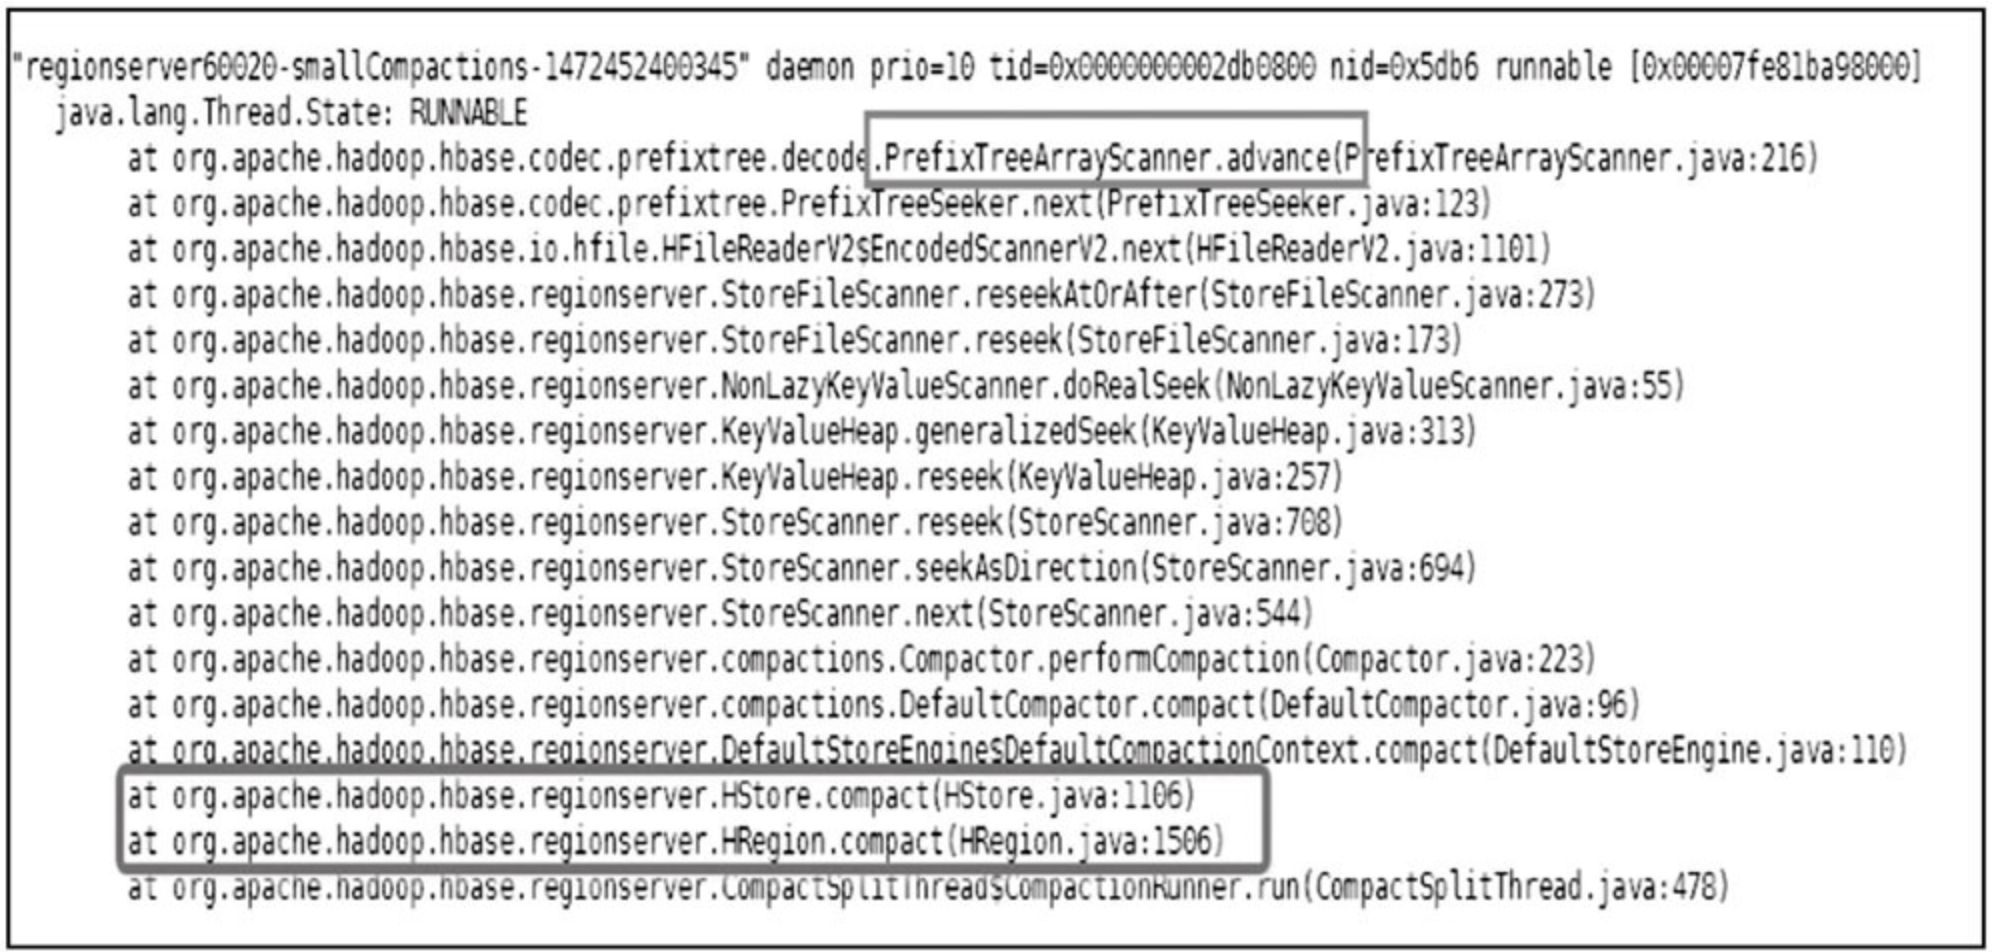 "regionserver60020-smallCompactions-1472452400345" daemon prio=10 tid=0x0000000002db0800 nid=0x5db6 runnable [0x00007fe81ba98000]
java.lang.Thread.State: RUNNABLE
at org.apache.hadoop.hbase.codec.prefixtree.decode.PrefixTreeArrayScanner.advance(PrefixTreeArrayScanner.java:216)
at org.apache.hadoop.hbase.codec.prefixtree.PrefixTreeSeeker.next(PrefixTreeSeeker.java:123)
at org.apache.hadoop.hbase.io.hfile.HFileReaderV2$EncodedScannerV2.next(HFileReaderV2.java:1101)
at org.apache.hadoop.hbase.regionserver.StoreFileScanner.reseekAtOrAfter(StoreFileScanner.java:273)
at org.apache.hadoop.hbase.regionserver.StoreFileScanner.reseek(StoreFileScanner.java:173)
at org.apache.hadoop.hbase.regionserver.NonLazyKeyValueScanner.doRealSeek(NonLazyKeyValueScanner.java:55)
at org.apache.hadoop.hbase.regionserver.KeyValueHeap.generalizedSeek(KeyValueHeap.java:313)
at org.apache.hadoop.hbase.regionserver.KeyValueHeap.reseek(KeyValueHeap.java:257)
at org.apache.hadoop.hbase.regionserver.StoreScanner.reseek(StoreScanner.java:708)
at org.apache.hadoop.hbase.regionserver.StoreScanner.seekAsDirection(StoreScanner.java:694)
at org.apache.hadoop.hbase.regionserver.StoreScanner.next(StoreScanner.java:544)
at org.apache.hadoop.hbase.regionserver.compactions.Compactor.performCompaction(Compactor.java:223)
at org.apache.hadoop.hbase.regionserver.compactions.DefaultCompactor.compact(DefaultCompactor.java:96)
at org.apache.hadoop.hbase.regionserver.DefaultStoreEngine$DefaultCompactionContext.compact(DefaultStoreEngine.java:110)
at org.apache.hadoop.hbase.regionserver.HStore.compact(HStore.java:1106)
at org.apache.hadoop.hbase.regionserver.HRegion.compact(HRegion.java:1506)
at org.apache.hadoop.hbase.regionserver.CompactSplitThread$CompactionRunner.run(CompactSplitThread.java:478)